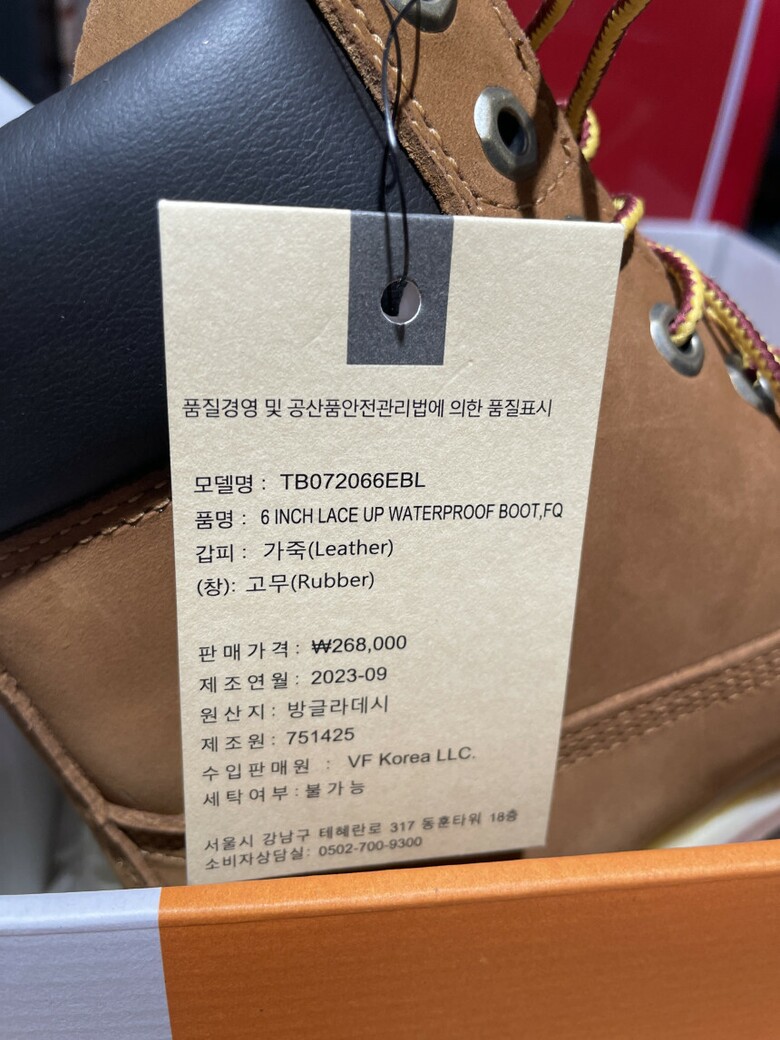 품질경영 및 공산품안전관리법에 의한 품질표시
모델명 : TB072066EBL
품명 : 6 INCH LACE UP WATERPROOF BOOT,FQ
갑피 : 가죽(Leather)
(창): 고무(Rubber)
판매가격: ₩268,000
제조연월: 2023-09
원산지: 방글라데시
제조원: 751425
수입판매원 : VF Korea LLC.
세탁여부:불가능
서울시 강남구 테헤란로 317 동훈타워 18층
소비자상담실: 0502-700-9300